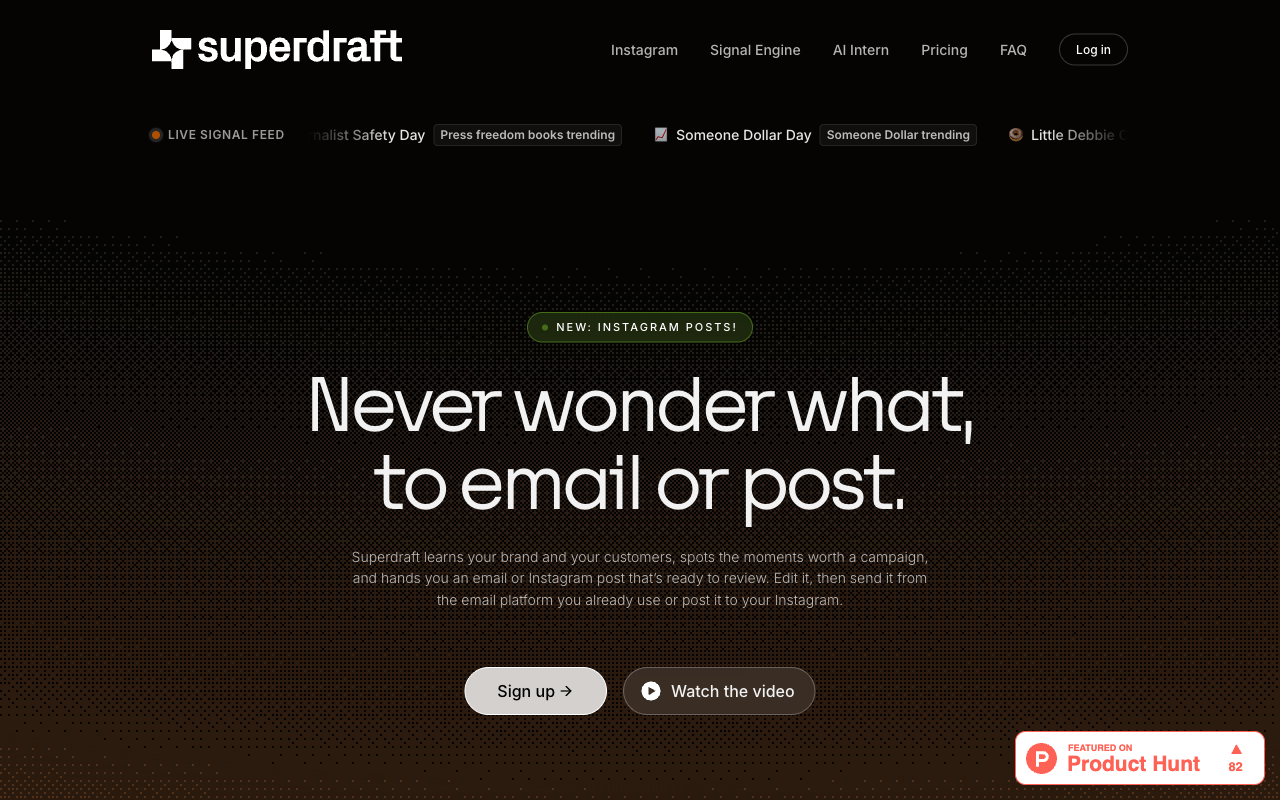 superdraft
Instagram Signal Engine AI Intern Pricing FAQ Log in
LIVE SIGNAL FEED Safety Day Press freedom books trending Someone Dollar Day Someone Dollar trending Little Debbie
NEW: INSTAGRAM POSTS!
Never wonder what,
to email or post.
Superdraft learns your brand and your customers, spots the moments worth a campaign,
and hands you an email or Instagram post that's ready to review. Edit it, then send it from
the email platform you already use or post it to your Instagram.
Sign up → Watch the video
FEATURED ON
Product Hunt
82